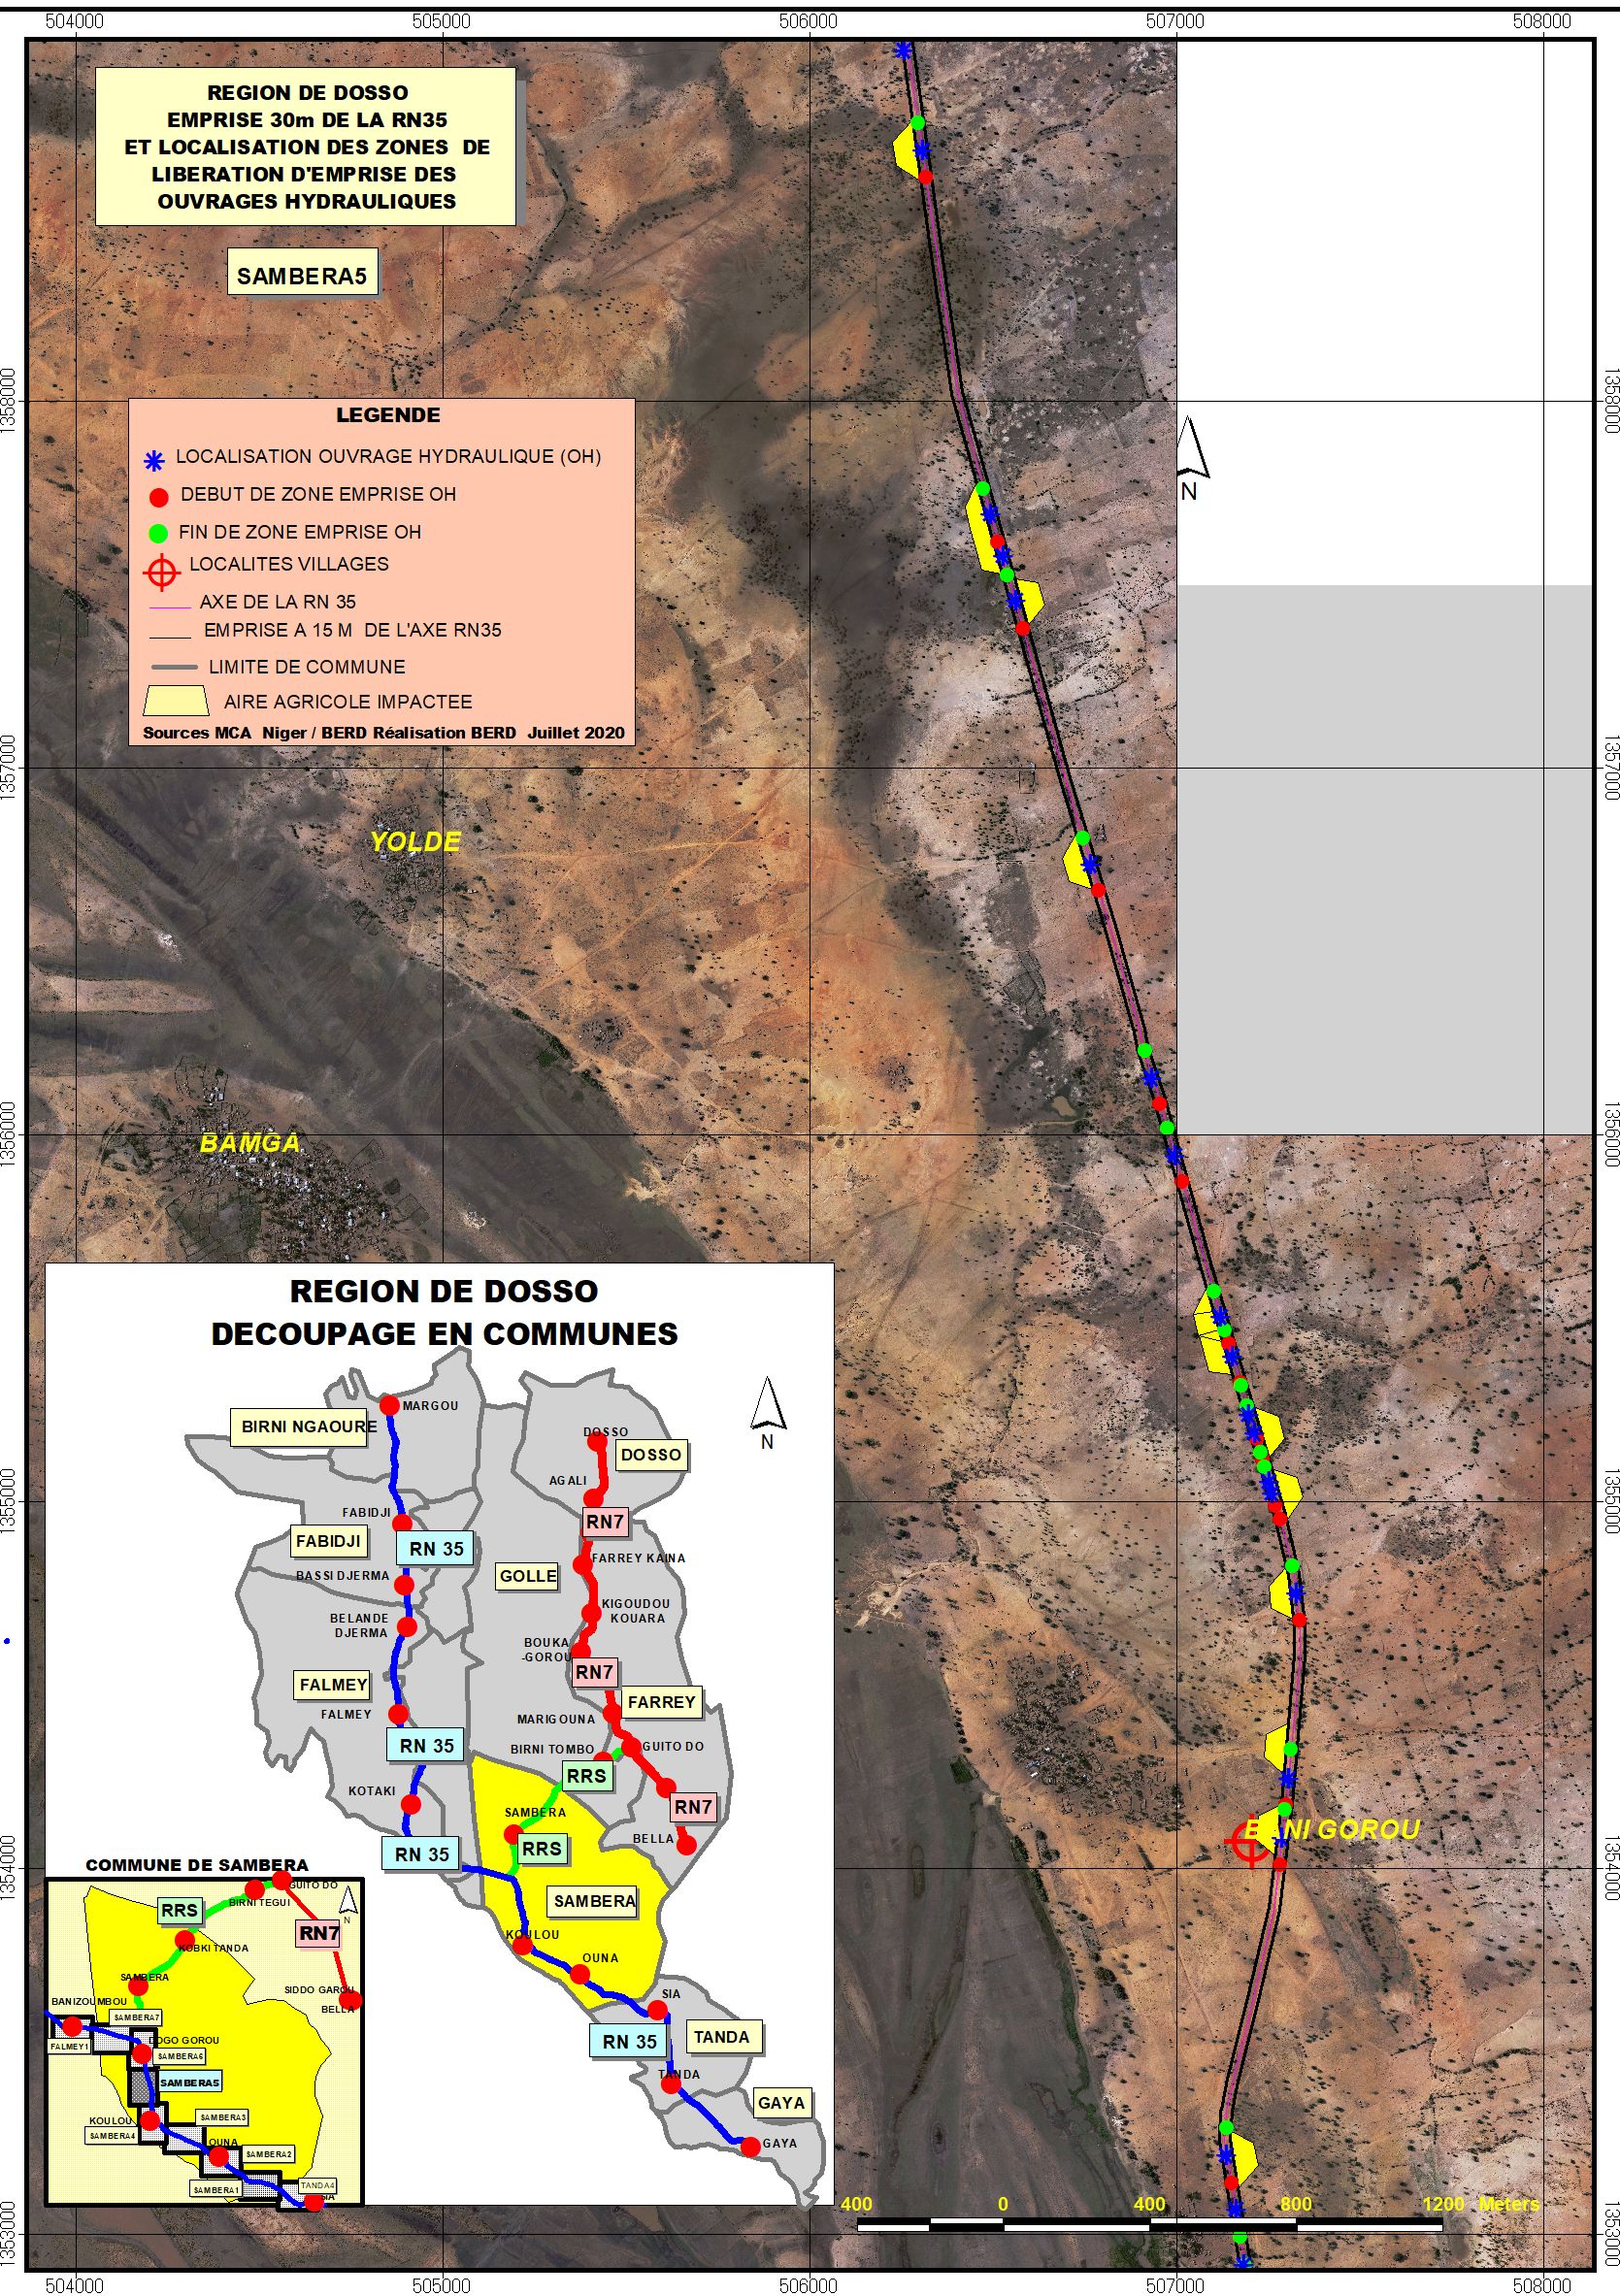 504000
505000
506000
507000
508000
REGION DE DOSSO
EMPRISE 30m DE LA RN35
ET LOCALISATION DES ZONES DE
LIBERATION D'EMPRISE DES
OUVRAGES HYDRAULIQUES
SAMBERA5
1358000
1358000
LEGENDE
LOCALISATION OUVRAGE HYDRAULIQUE (OH)
DEBUT DE ZONE EMPRISE OH
FIN DE ZONE EMPRISE OH
LOCALITES VILLAGES
AXE DE LA RN 35
EMPRISE A 15 M DE L'AXE RN35
LIMITE DE COMMUNE
AIRE AGRICOLE IMPACTEE
Sources MCA Niger / BERD Réalisation BERD Juillet 2020
N
1357000
1357000
YOLDE
1356000
1356000
BAMGA
REGION DE DOSSO
DECOUPAGE EN COMMUNES
N
MARGOU
BIRNI NGAOURE
DOSSO
DOSSO
AGALI
1355000
1355000
FABIDJI
RN7
FABIDJI
RN 35
FARREY KAINA
BASSI DJERMA
GOLLE
KIGOUDOU
KOUARA
BELANDE
DJERMA
BOUKA
-GOROU
RN7
FALMEY
FARREY
FALMEY
MARIGOUNA
RN 35
BIRNI TOMBO
GUITO DO
RRS
KOTAKI
RN7
SAMBERA
BELLA
RRS
RN 35
NI GOROU
1354000
1354000
SAMBERA
KOULOU
OUNA
SIA
RN 35
TANDA
TANDA
GAYA
GAYA
COMMUNE DE SAMBERA
GUITO DO
BIRNI TEGUI
RRS
N
RN7
KOBKI TANDA
SAMBERA
SIDDO GAROU
BELLA
BANIZOUMBOU
SAMBERA7
FALMEY1
DOGO GOROU
SAMBERA6
SAMBERA5
KOULOU
SAMBERA3
SAMBERA4
OUNA
SAMBERA2
SAMBERA1
TANDA4
SIA
400 0 400 800 1200 Meters
1353000
1353000
504000
505000
506000
507000
508000